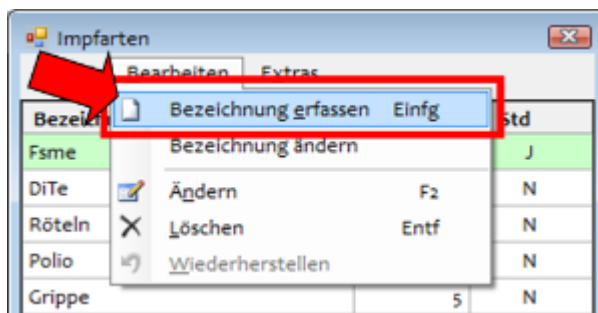 Impfarten
Bearbeiten Extras
Std
Bezeichnung erfassen Einfg
Fsme J
Bezeichnung ändern
DiTe Ändern F2 N
Röteln Löschen Entf N
Polio Wiederherstellen N
Grippe 5 N